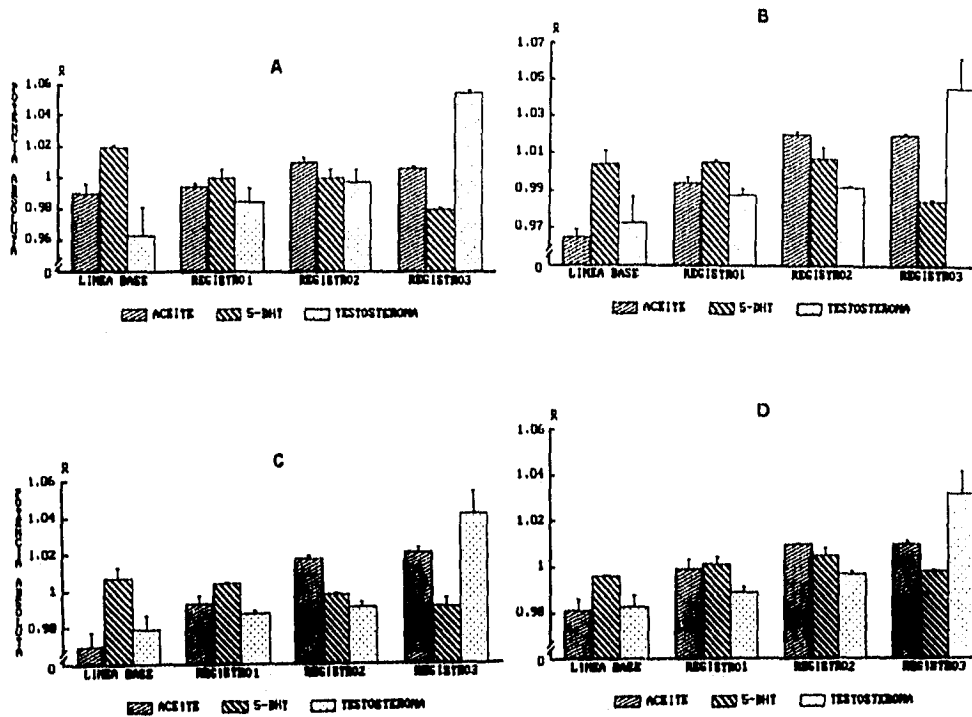 A
R
POTENCIA ABSOLUTA
1.06
1.04
1.02
1
0.98
0.96
0
LINEA BASE REGISTRO1 REGISTRO2 REGISTRO3
ACEITE 5-DHT TESTOSTERONA
B
R
1.07
1.05
1.03
1.01
0.99
0.97
0
LINEA BASE REGISTRO1 REGISTRO2 REGISTRO3
ACEITE 5-DHT TESTOSTERONA
C
R
POTENCIA ABSOLUTA
1.06
1.04
1.02
1
0.98
0
LINEA BASE REGISTRO1 REGISTRO2 REGISTRO3
ACEITE 5-DHT TESTOSTERONA
D
R
1.06
1.04
1.02
1
0.98
0
LINEA BASE REGISTRO1 REGISTRO2 REGISTRO3
ACEITE 5-DHT TESTOSTERONA